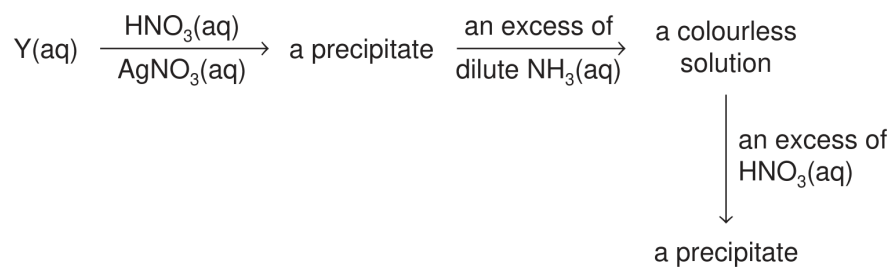 Y(aq)
HNO₃(aq)
AgNO₃(aq)
a precipitate
an excess of
dilute NH₃(aq)
a colourless
solution
an excess of
HNO₃(aq)
a precipitate